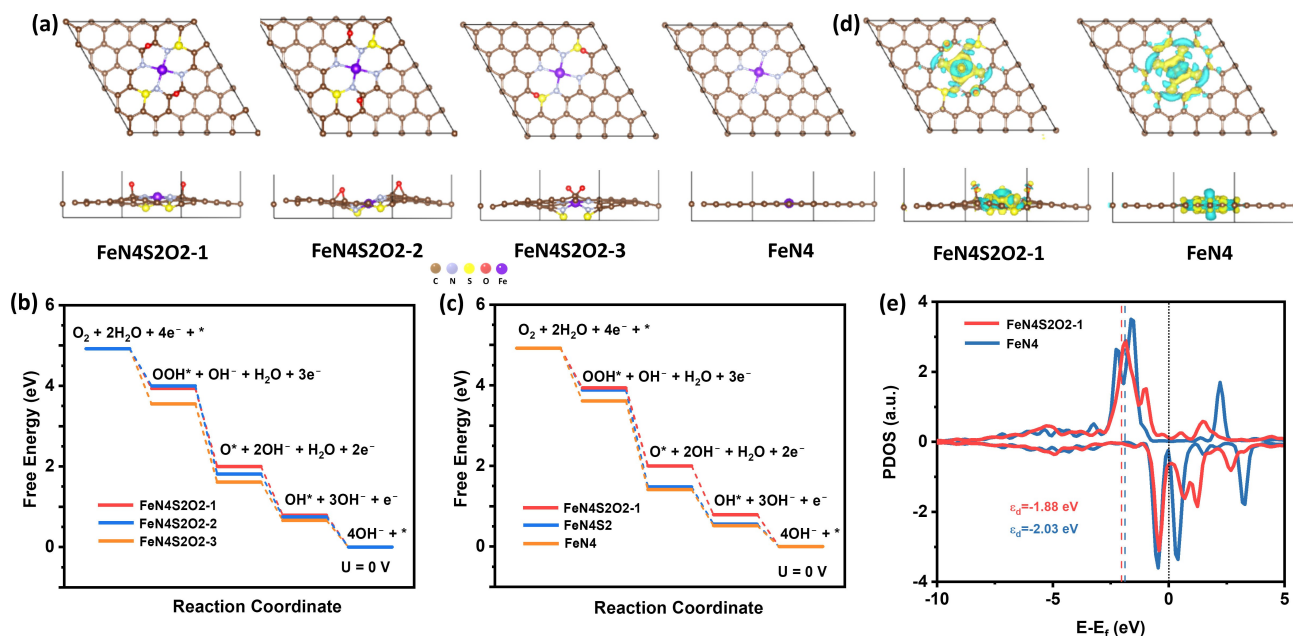 (a)
(d)
FeN4S2O2-1
FeN4S2O2-2
FeN4S2O2-3
FeN4
FeN4S2O2-1
FeN4
C N S O Fe
(b)
Free Energy (eV)
6
4
2
0
O₂ + 2H₂O + 4e⁻ + *
OOH* + OH⁻ + H₂O + 3e⁻
O* + 2OH⁻ + H₂O + 2e⁻
OH* + 3OH⁻ + e⁻
4OH⁻ + *
FeN4S2O2-1
FeN4S2O2-2
FeN4S2O2-3
U = 0 V
Reaction Coordinate
(c)
Free Energy (eV)
6
4
2
0
O₂ + 2H₂O + 4e⁻ + *
OOH* + OH⁻ + H₂O + 3e⁻
O* + 2OH⁻ + H₂O + 2e⁻
OH* + 3OH⁻ + e⁻
4OH⁻ + *
FeN4S2O2-1
FeN4S2
FeN4
U = 0 V
Reaction Coordinate
(e)
PDOS (a.u.)
4
2
0
-2
-4
FeN4S2O2-1
FeN4
ε_d=-1.88 eV
ε_d=-2.03 eV
-10 -5 0 5
E-E_f (eV)